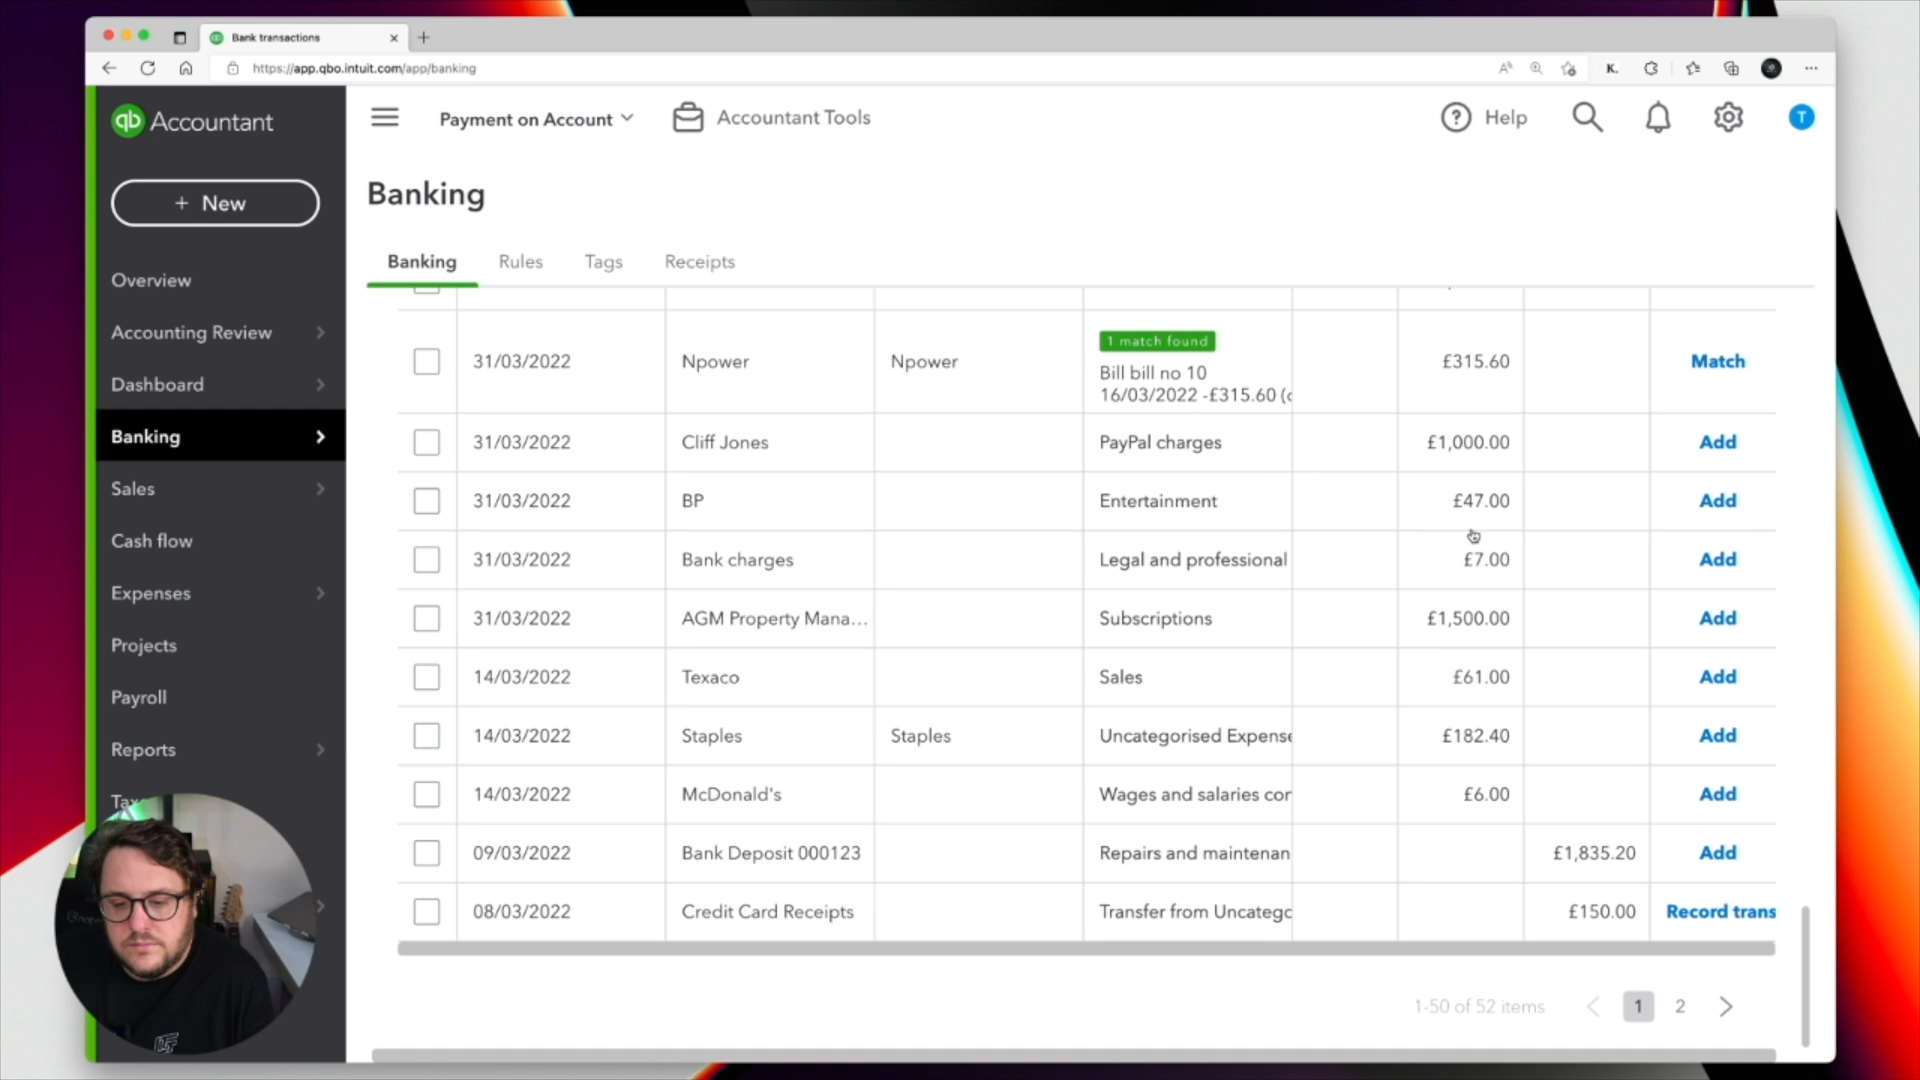 Bank transactions
https://app.qbo.intuit.com/app/banking
K.
qb Accountant
Payment on Account
Accountant Tools
? Help
T
+ New
Banking
Banking
Rules
Tags
Receipts
Overview
Accounting Review
Dashboard
Banking
Sales
Cash flow
Expenses
Projects
Payroll
Reports
31/03/2022 Npower Npower 1 match found £315.60 Match
Bill bill no 10
16/03/2022 -£315.60 (
31/03/2022 Cliff Jones PayPal charges £1,000.00 Add
31/03/2022 BP Entertainment £47.00 Add
31/03/2022 Bank charges Legal and professional £7.00 Add
31/03/2022 AGM Property Mana... Subscriptions £1,500.00 Add
14/03/2022 Texaco Sales £61.00 Add
14/03/2022 Staples Staples Uncategorised Expense £182.40 Add
14/03/2022 McDonald's Wages and salaries cor £6.00 Add
09/03/2022 Bank Deposit 000123 Repairs and maintenan £1,835.20 Add
08/03/2022 Credit Card Receipts Transfer from Uncatego £150.00 Record trans
1-50 of 52 items
1
2